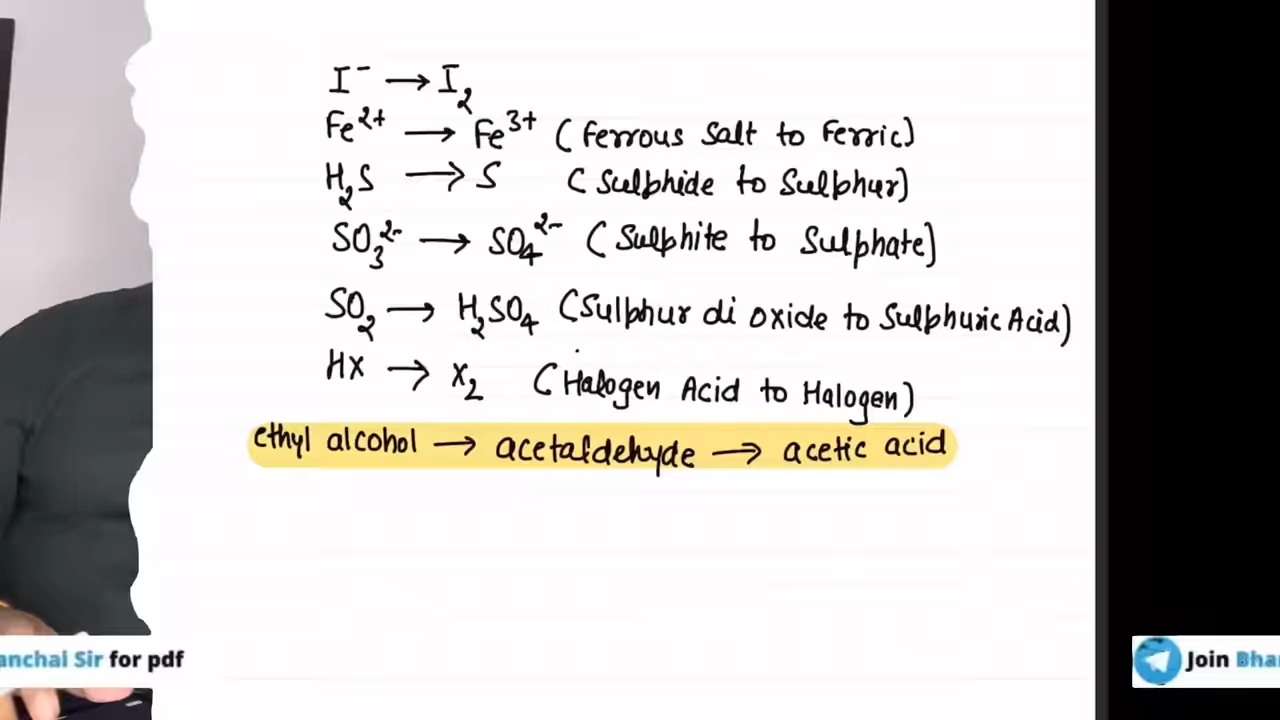 I⁻ → I₂
Fe²⁺ → Fe³⁺ (Ferrous Salt to Ferric)
H₂S → S (Sulphide to Sulphur)
SO₃²⁻ → SO₄²⁻ (Sulphite to Sulphate)
SO₂ → H₂SO₄ (Sulphur di oxide to Sulphuric Acid)
HX → X₂ (Halogen Acid to Halogen)
ethyl alcohol → acetaldehyde → acetic acid
anchal Sir for pdf
Join Bha